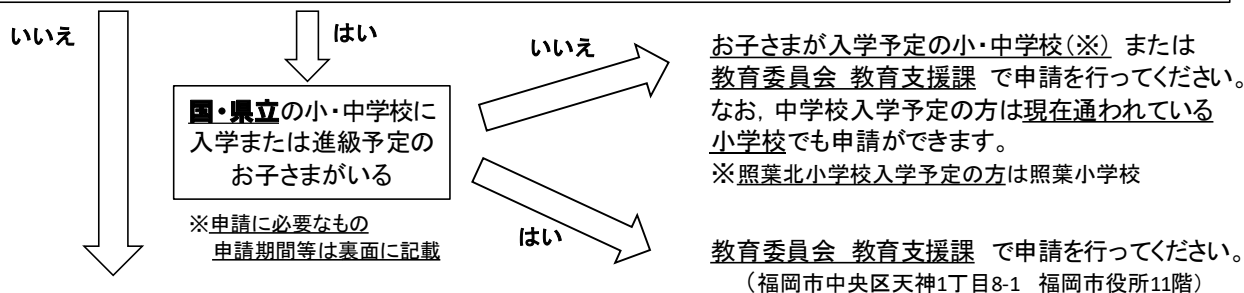 いいえ
はい
国・県立の小・中学校に
入学または進級予定の
お子さまがいる
※申請に必要なもの
申請期間等は裏面に記載
いいえ
お子さまが入学予定の小・中学校(※) または
教育委員会 教育支援課 で申請を行ってください。
なお，中学校入学予定の方は現在通われている
小学校でも申請ができます。
※照葉北小学校入学予定の方は照葉小学校
はい
教育委員会 教育支援課 で申請を行ってください。
（福岡市中央区天神1丁目8-1 福岡市役所11階）